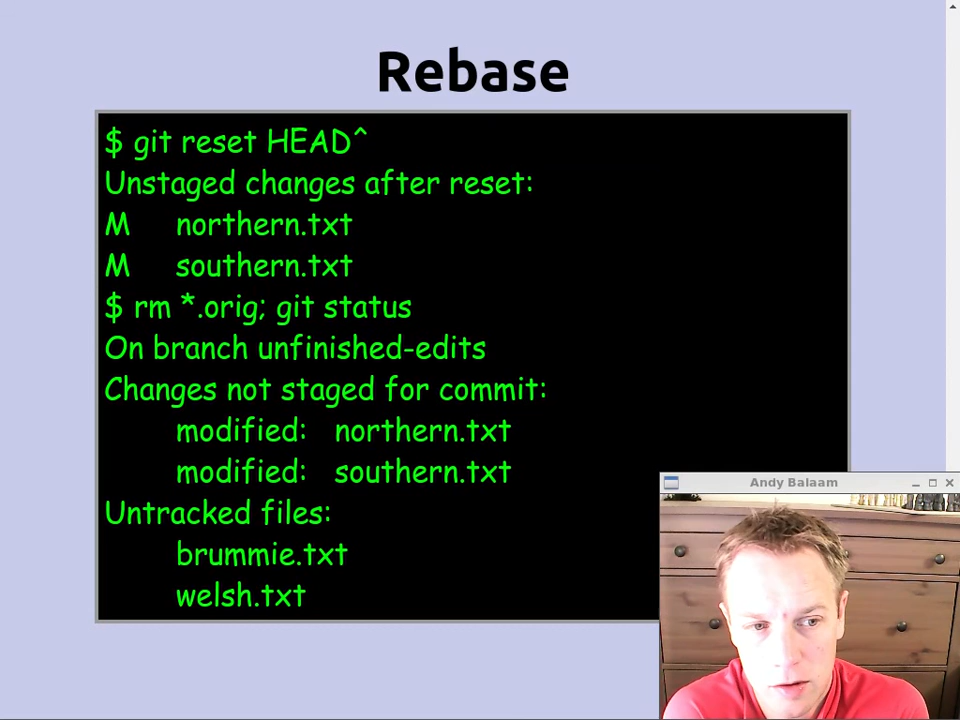 Rebase
$ git reset HEAD^
Unstaged changes after reset:
M northern.txt
M southern.txt
$ rm *.orig; git status
On branch unfinished-edits
Changes not staged for commit:
modified: northern.txt
modified: southern.txt
Untracked files:
brummie.txt
welsh.txt
Andy Balaam